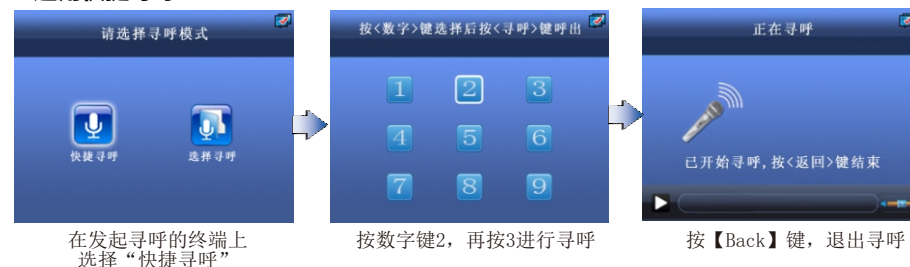 请选择寻呼模式
快捷寻呼
选择寻呼
在发起寻呼的终端上
选择“快捷寻呼”
按<数字>键选择后按<寻呼>键呼出
1 2 3
4 5 6
7 8 9
按数字键2，再按3进行寻呼
正在寻呼
已开始寻呼,按<返回>键结束
按【Back】键，退出寻呼